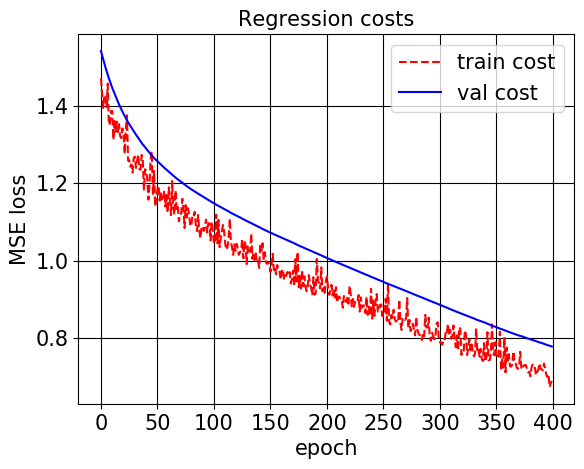 Regression costs
train cost
val cost
MSE loss
1.4
1.2
1.0
0.8
0 50 100 150 200 250 300 350 400
epoch